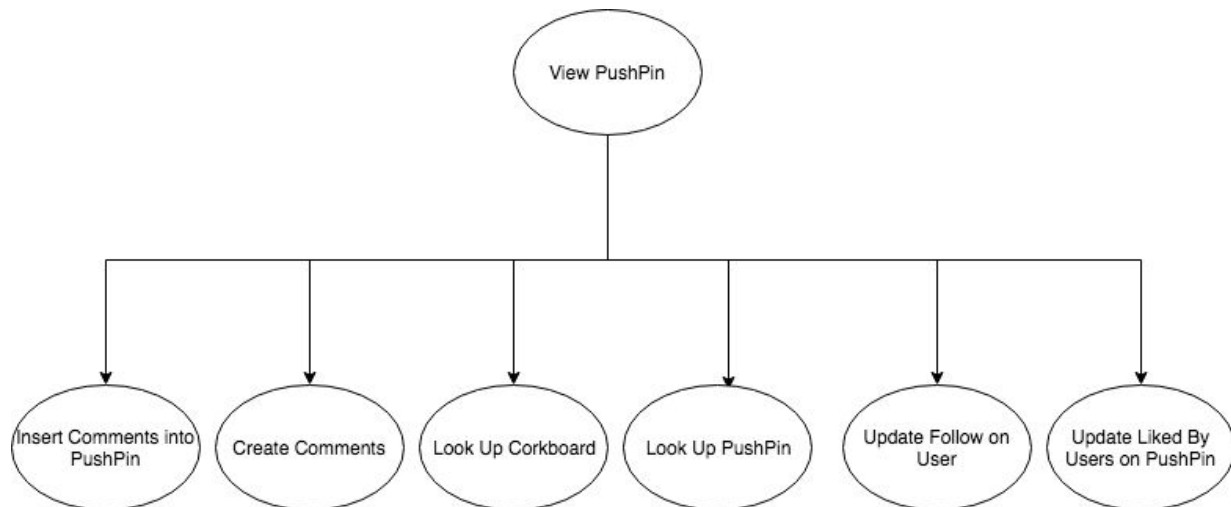 View PushPin
Insert Comments into
PushPin
Create Comments
Look Up Corkboard
Look Up PushPin
Update Follow on
User
Update Liked By
Users on PushPin